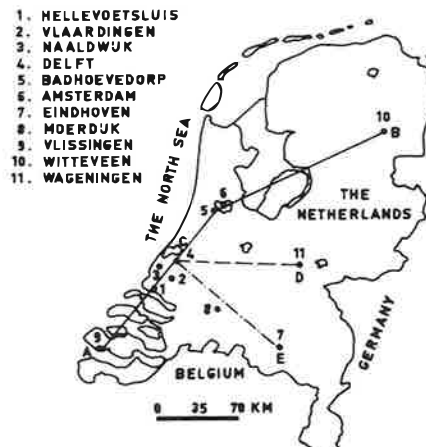 1. HELLEVOETSLUIS
2. VLAARDINGEN
3. NAALDWIJK
4. DELFT
5. BADHOEVEDORP
6. AMSTERDAM
7. EINDHOVEN
8. MOERDIJK
9. VLISSINGEN
10. WITTEVEEN
11. WAGENINGEN
THE NORTH SEA
10
B
6
5
THE
NETHERLANDS
C
4
11
D
3
2
1
8
9
A
7
E
GERMANY
BELGIUM
0 35 70 KM